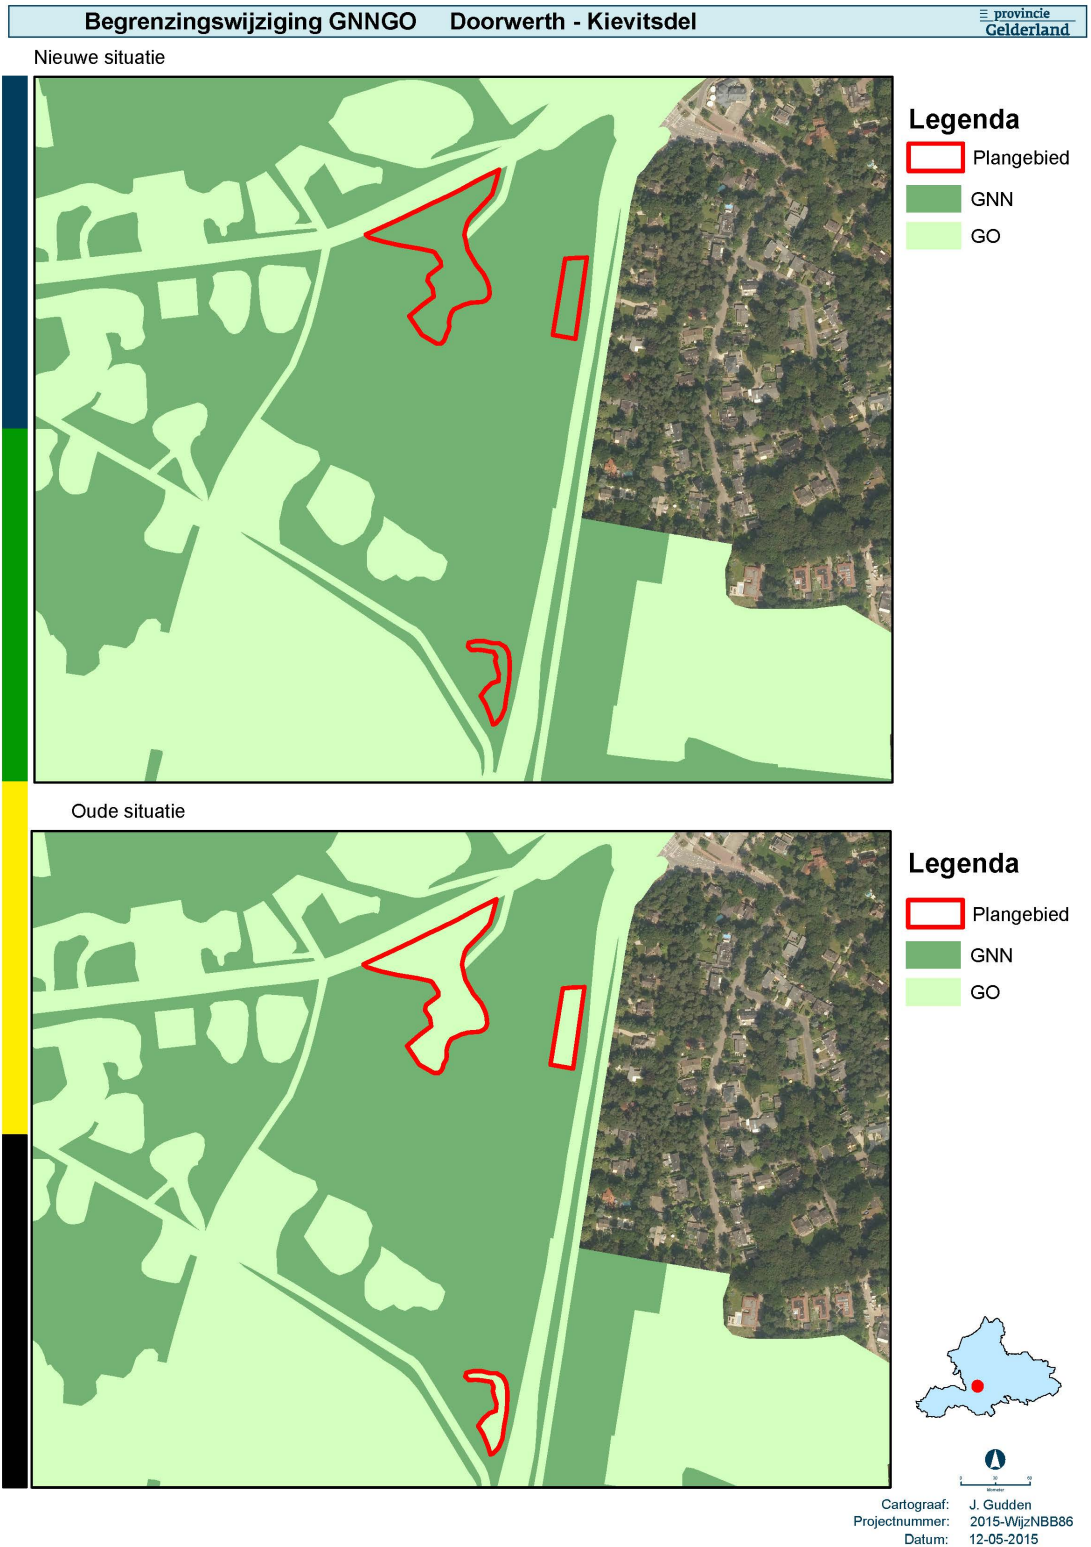 Begrenzingswijziging GNNGO Doorwerth - Kievitsdel
provincie
Gelderland
Nieuwe situatie
Legenda
Plangebied
GNN
GO
Oude situatie
Legenda
Plangebied
GNN
GO
Cartograaf: J. Gudden
Projectnummer: 2015-WijzNBB86
Datum: 12-05-2015